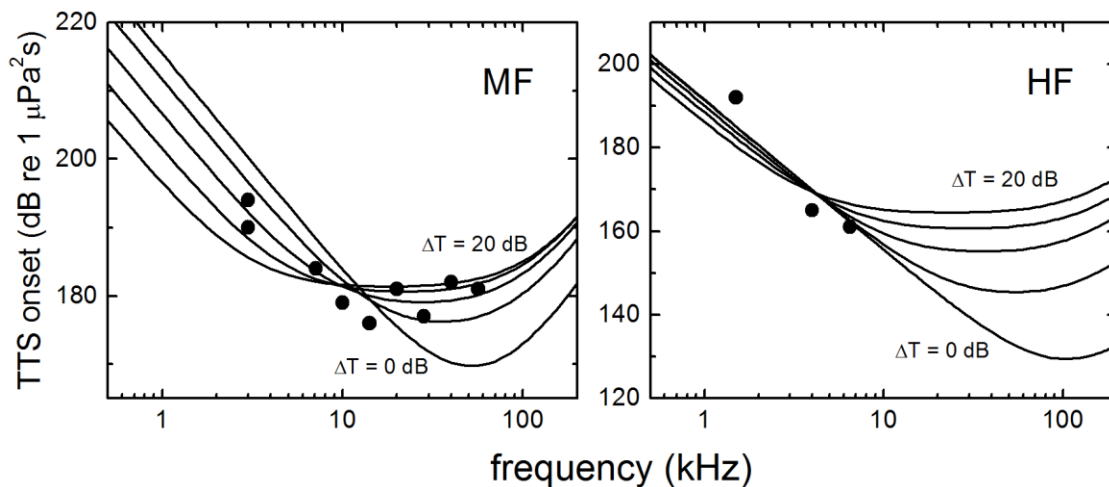 220
200
180
TTS onset (dB re 1 μPa²s)
MF
ΔT = 20 dB
ΔT = 0 dB
1
10
100
200
180
160
140
120
HF
ΔT = 20 dB
ΔT = 0 dB
1
10
100
frequency (kHz)